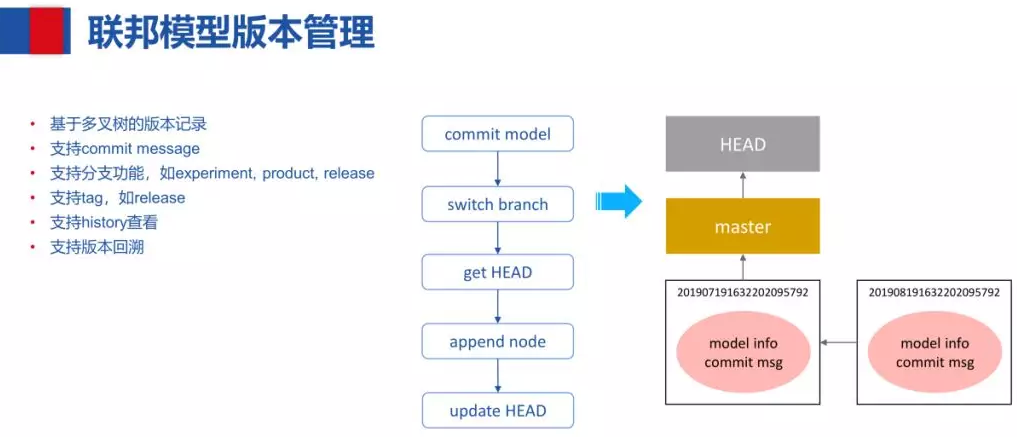 联邦模型版本管理
• 基于多叉树的版本记录
• 支持commit message
• 支持分支功能，如experiment, product, release
• 支持tag，如release
• 支持history查看
• 支持版本回溯
commit model
switch branch
get HEAD
append node
update HEAD
HEAD
master
201907191632202095792
model info
commit msg
201908191632202095792
model info
commit msg